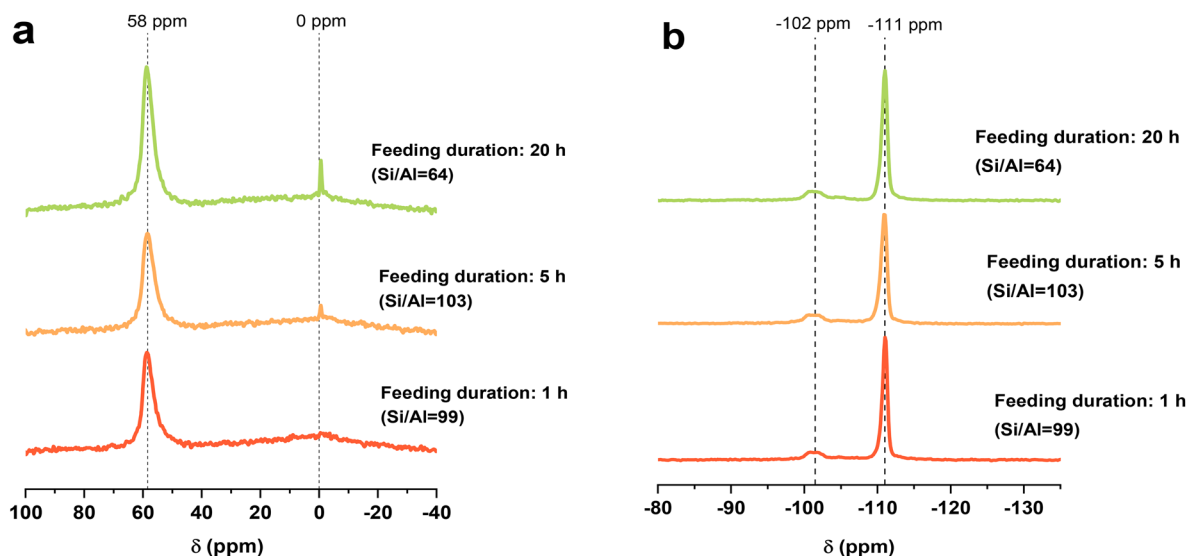 a
58 ppm
0 ppm
Feeding duration: 20 h
(Si/Al=64)
Feeding duration: 5 h
(Si/Al=103)
Feeding duration: 1 h
(Si/Al=99)
100 80 60 40 20 0 -20 -40
δ (ppm)
b
-102 ppm
-111 ppm
Feeding duration: 20 h
(Si/Al=64)
Feeding duration: 5 h
(Si/Al=103)
Feeding duration: 1 h
(Si/Al=99)
-80 -90 -100 -110 -120 -130
δ (ppm)